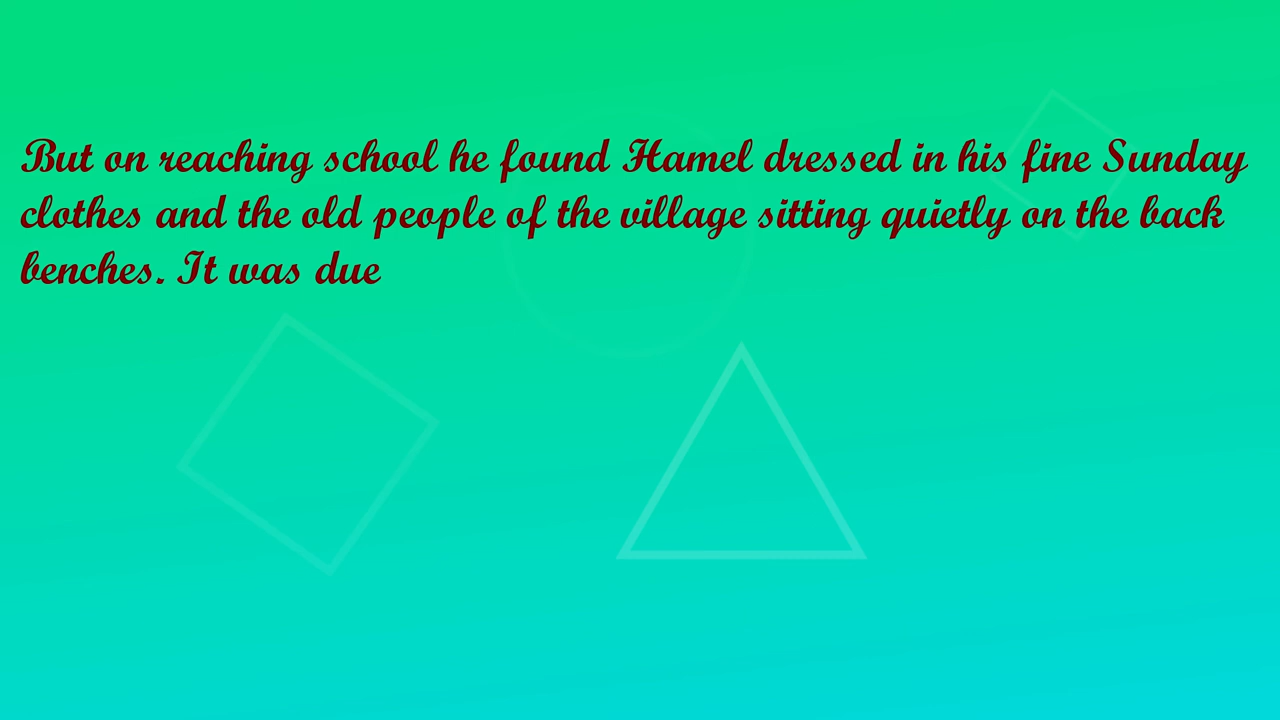 But on reaching school he found Hamel dressed in his fine Sunday
clothes and the old people of the village sitting quietly on the back
benches. It was due